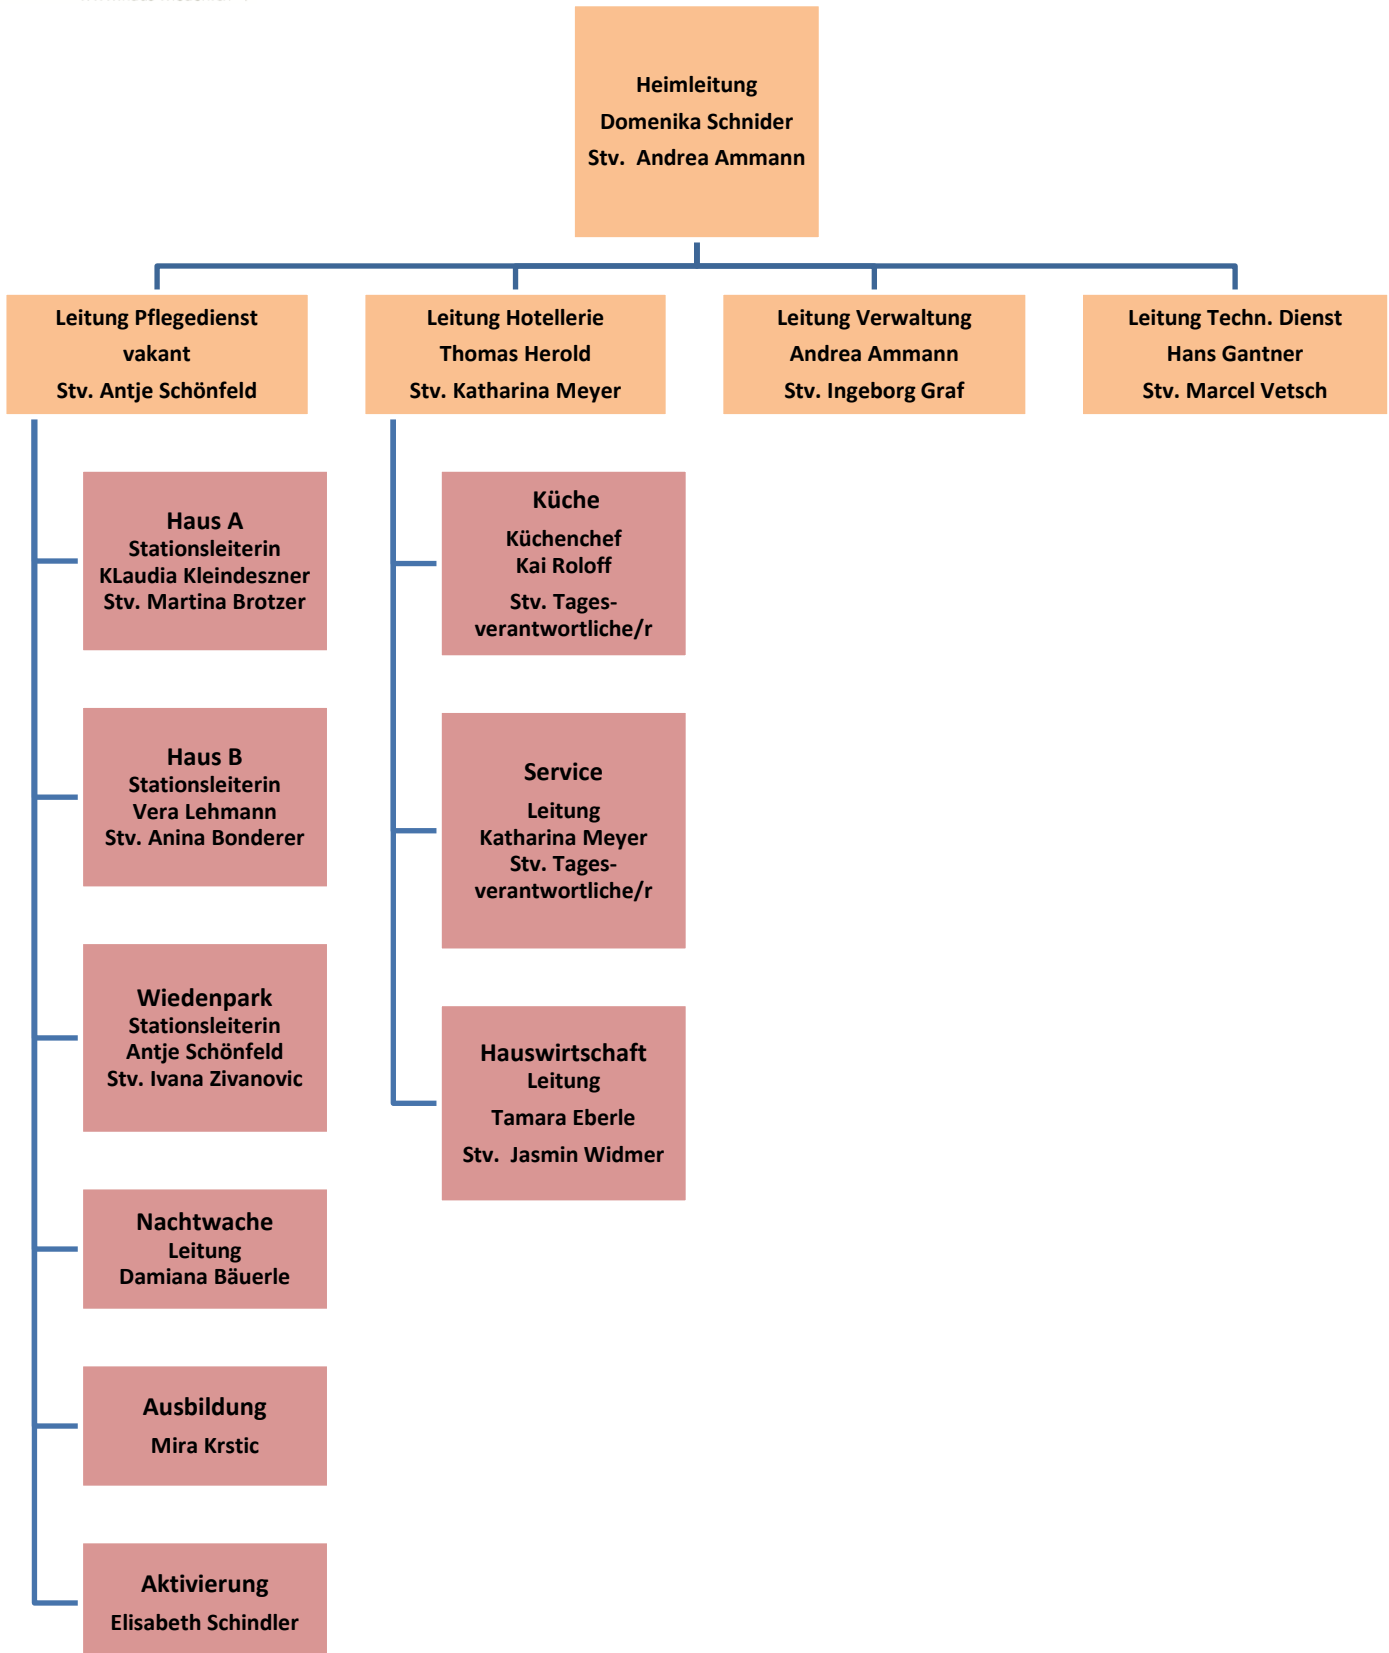 Heimleitung
Domenika Schnider
Stv.  Andrea Ammann
Leitung Pflegedienst
vakant
Stv. Antje Schönfeld
Leitung Hotellerie
Thomas Herold
Stv. Katharina Meyer
Leitung Verwaltung
Andrea Ammann
Stv. Ingeborg Graf
Leitung Techn. Dienst
Hans Gantner
Stv. Marcel Vetsch
Haus A
Stationsleiterin
KLaudia Kleindeszner
Stv. Martina Brotzer
Haus B
Stationsleiterin
Vera Lehmann
Stv. Anina Bonderer
Wiedenpark
Stationsleiterin
Antje Schönfeld
Stv. Ivana Zivanovic
Nachtwache
Leitung
Damiana Bäuerle
Ausbildung
Mira Krstic
Aktivierung
Elisabeth Schindler
Küche
Küchenchef
Kai Roloff
Stv. Tages-
verantwortliche/r
Service
Leitung
Katharina Meyer
Stv. Tages-
verantwortliche/r
Hauswirtschaft
Leitung
Tamara Eberle
Stv.  Jasmin Widmer